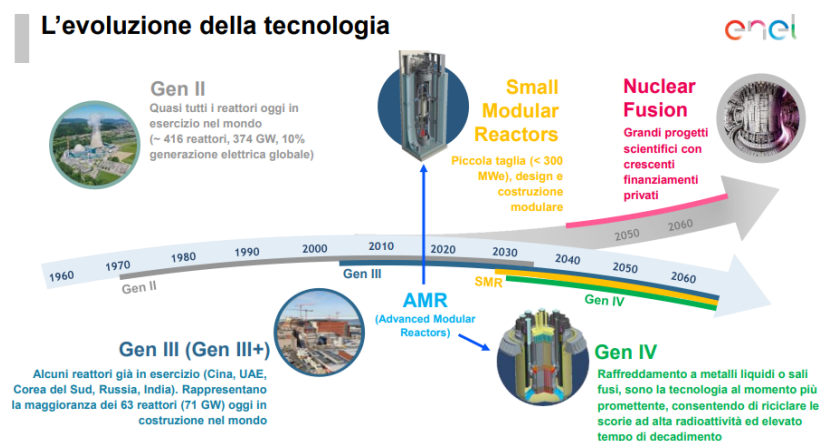 L'evoluzione della tecnologia
enel
Gen II
Quasi tutti i reattori oggi in
esercizio nel mondo
(~ 416 reattori, 374 GW, 10%
generazione elettrica globale)
Small
Modular
Reactors
Piccola taglia (< 300
MWe), design e
costruzione
modulare
Nuclear
Fusion
Grandi progetti
scientifici con
crescenti
finanziamenti
privati
2050 2060
1960 1970 1980 1990 2000 2010 2020 2030 2040 2050 2060
Gen II
Gen III
SMR
Gen IV
AMR
(Advanced Modular
Reactors)
Gen III (Gen III+)
Alcuni reattori già in esercizio (Cina, UAE,
Corea del Sud, Russia, India). Rappresentano
la maggioranza dei 63 reattori (71 GW) oggi in
costruzione nel mondo
Gen IV
Raffreddamento a metalli liquidi o sali
fusi, sono la tecnologia al momento più
promettente, consentendo di riciclare le
scorie ad alta radioattività ed elevato
tempo di decadimento